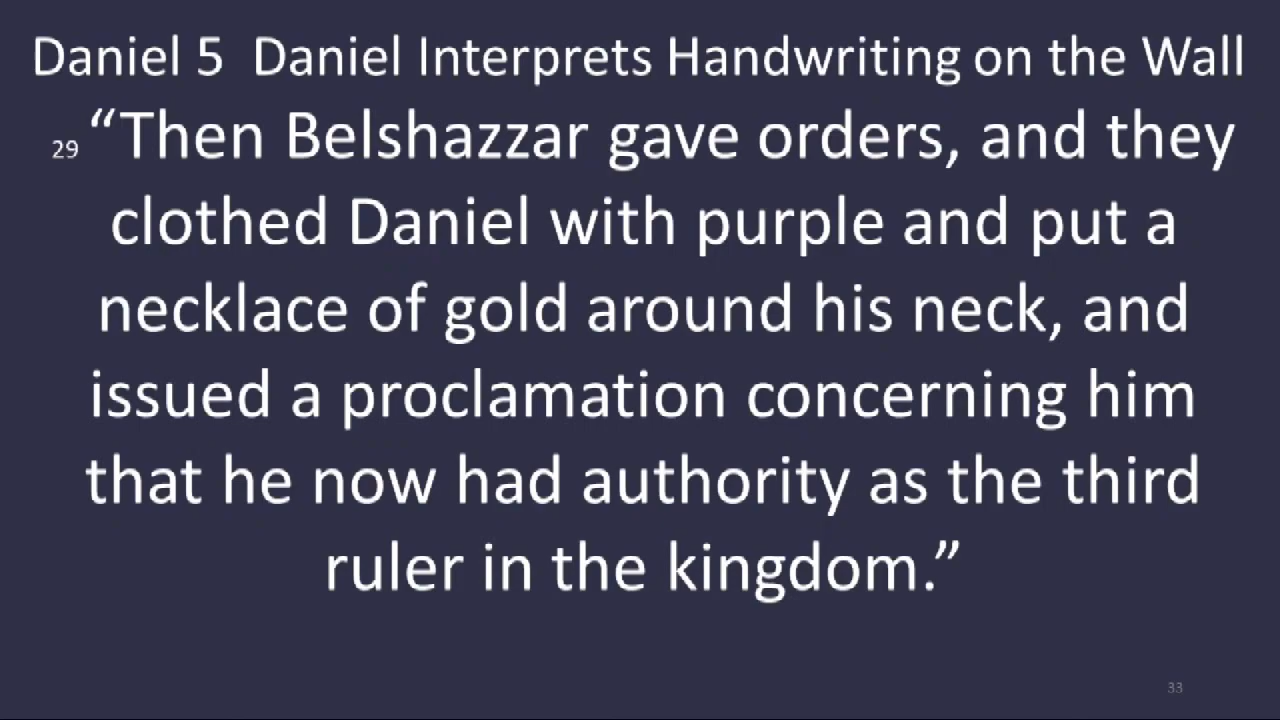 Daniel 5  Daniel Interprets Handwriting on the Wall
29 “Then Belshazzar gave orders, and they
clothed Daniel with purple and put a
necklace of gold around his neck, and
issued a proclamation concerning him
that he now had authority as the third
ruler in the kingdom.”
33